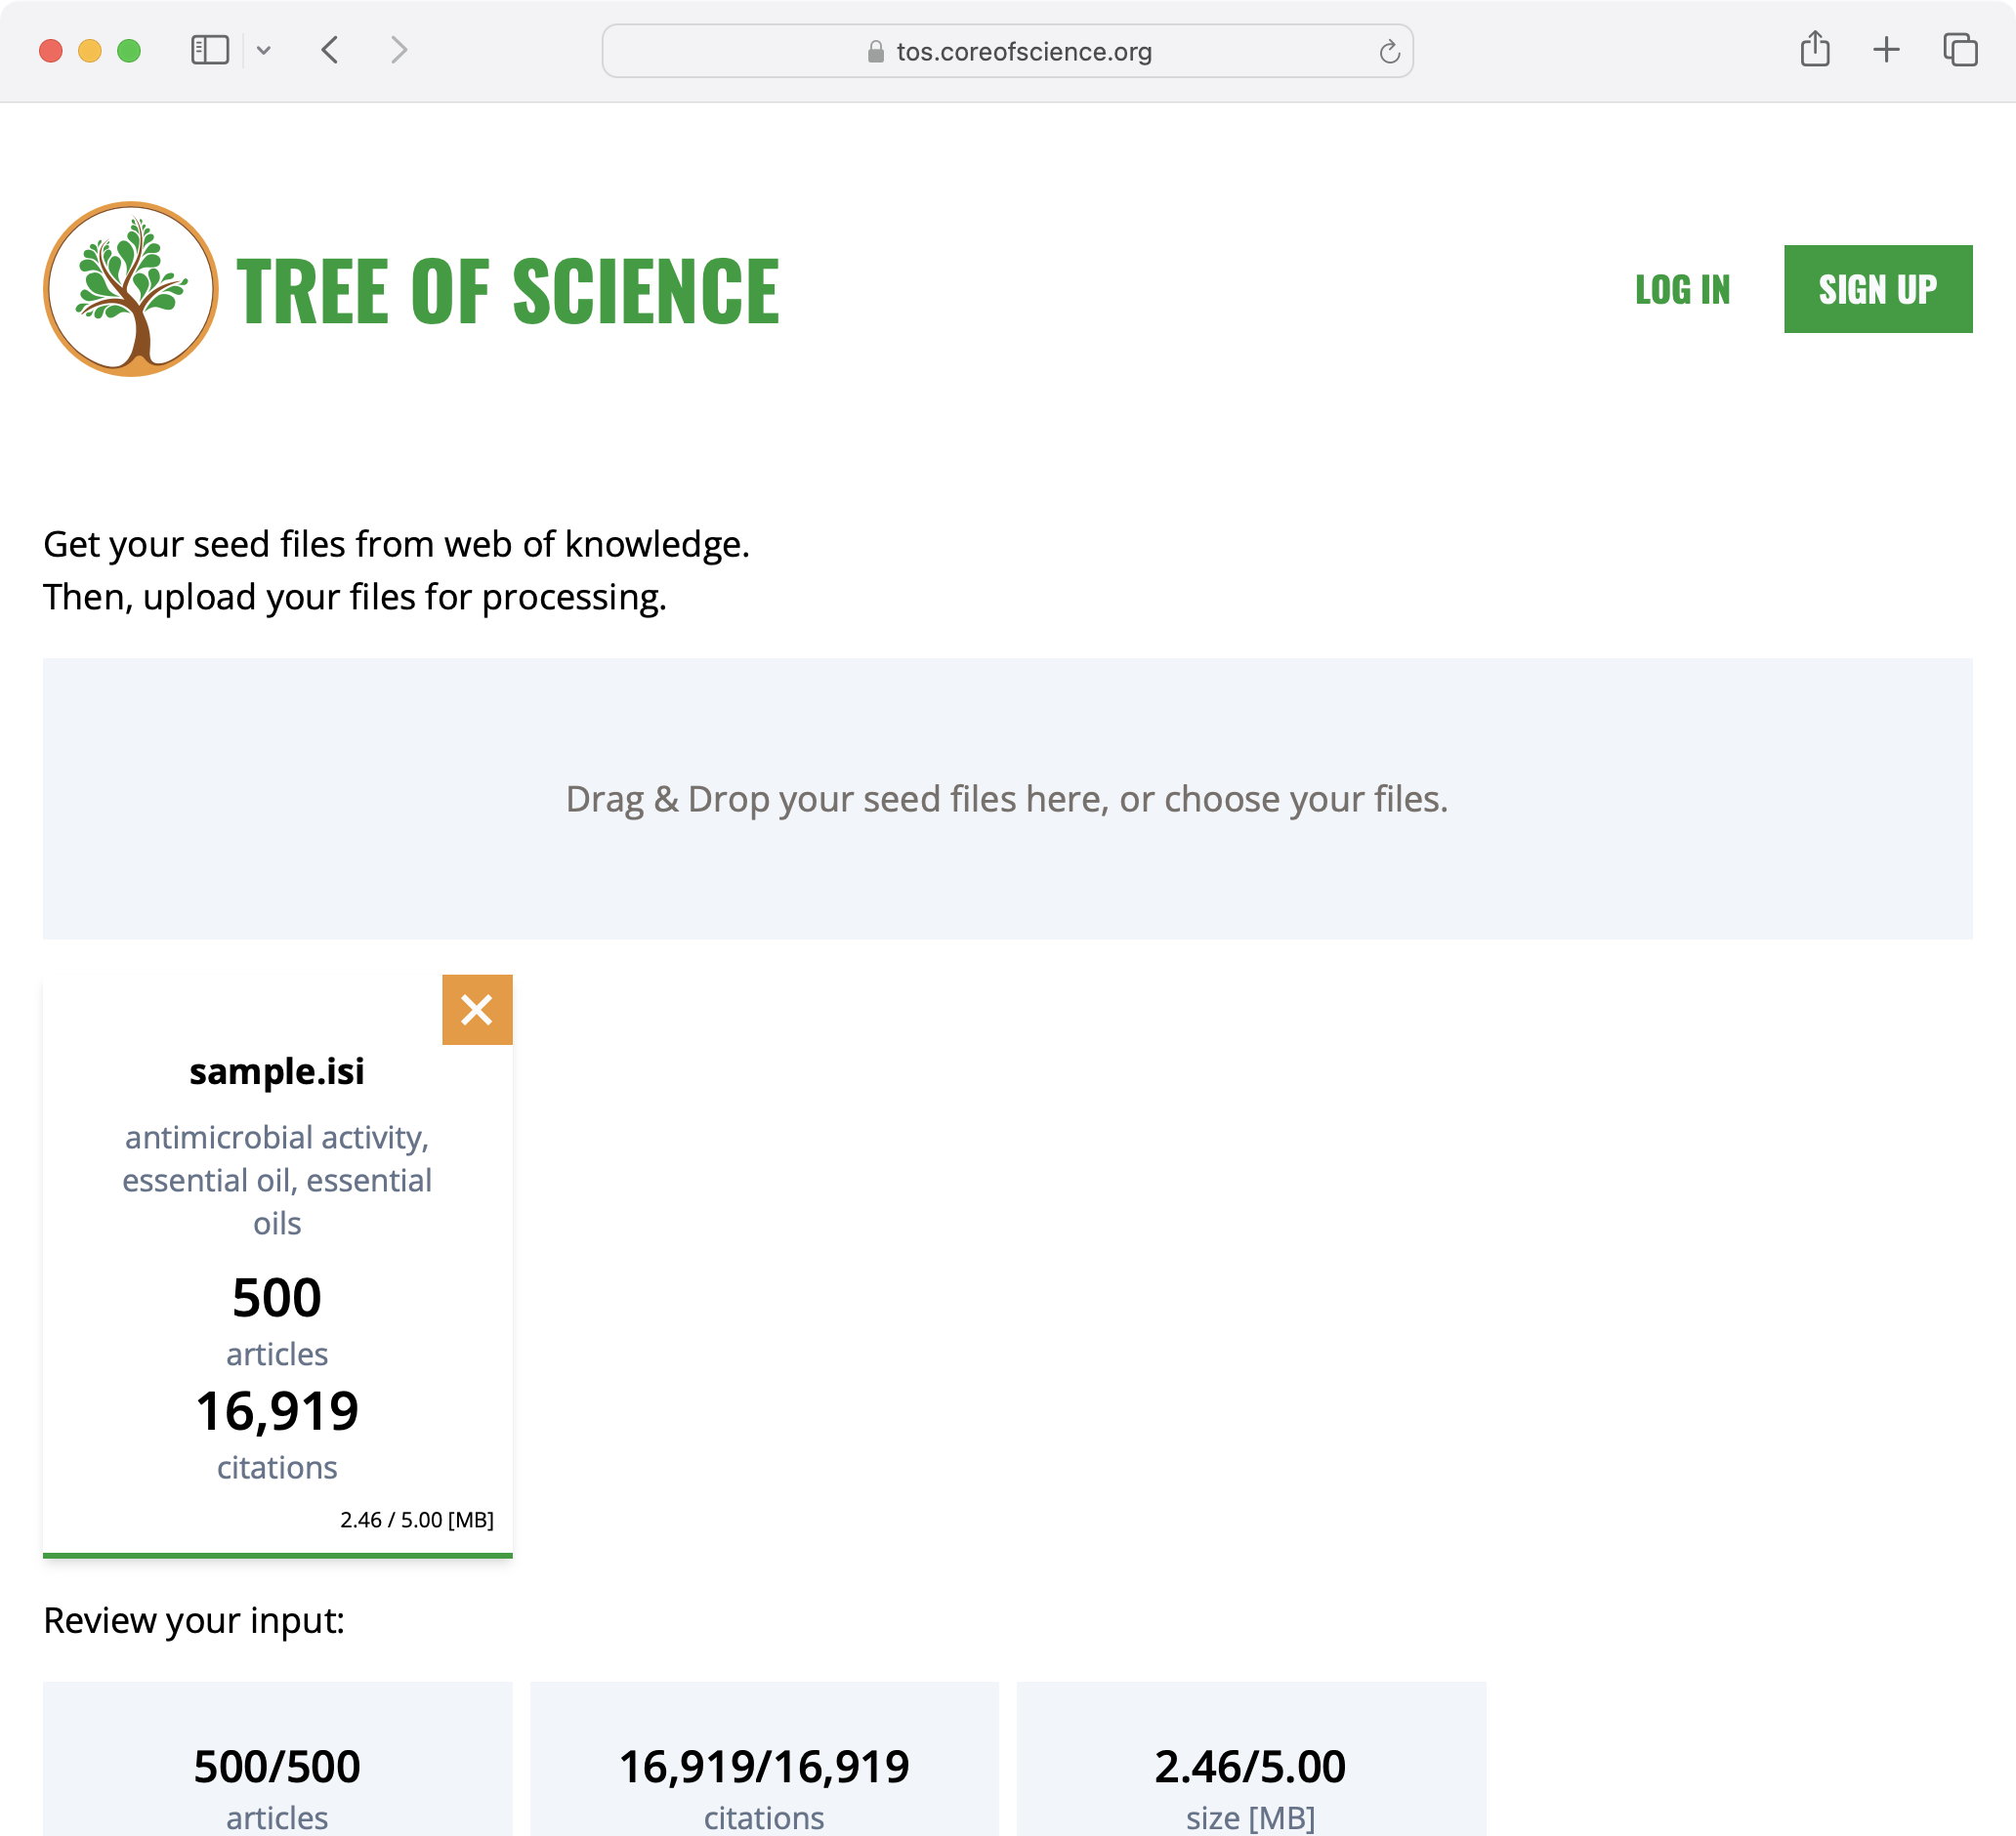 tos.coreofscience.org
TREE OF SCIENCE
LOG IN
SIGN UP
Get your seed files from web of knowledge.
Then, upload your files for processing.
Drag & Drop your seed files here, or choose your files.
sample.isi
antimicrobial activity,
essential oil, essential
oils
500
articles
16,919
citations
2.46 / 5.00 [MB]
Review your input:
500/500
articles
16,919/16,919
citations
2.46/5.00
size [MB]